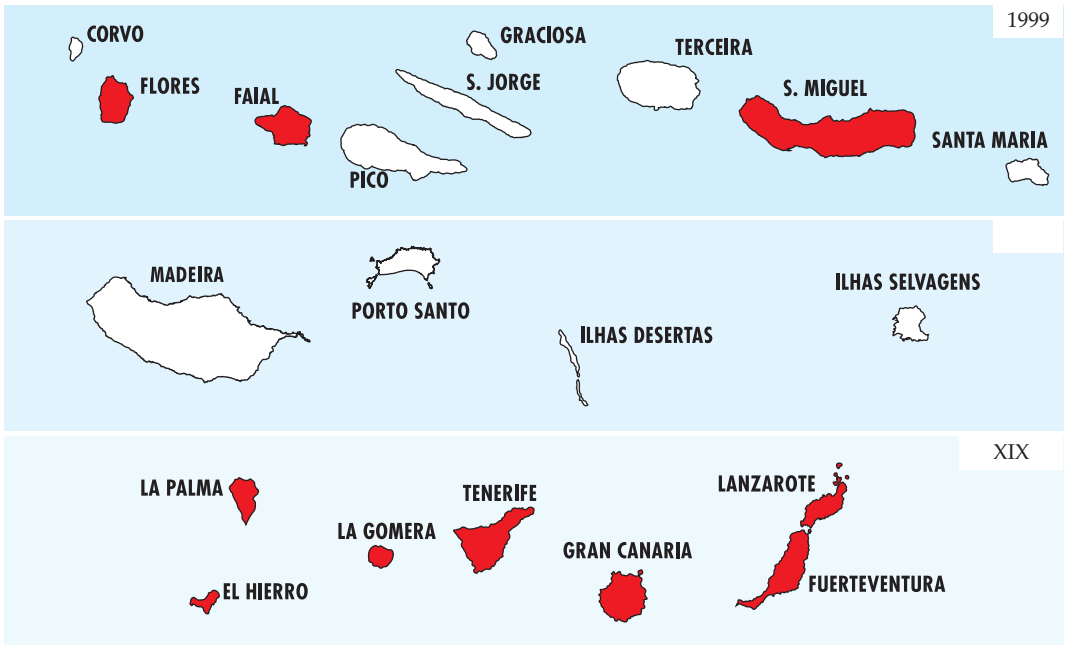 1999
CORVO
GRACIOSA
TERCEIRA
FLORES
FAIAL
S. JORGE
S. MIGUEL
SANTA MARIA
PICO
MADEIRA
PORTO SANTO
ILHAS DESERTAS
ILHAS SELVAGENS
XIX
LA PALMA
TENERIFE
LANZAROTE
LA GOMERA
GRAN CANARIA
EL HIERRO
FUERTEVENTURA